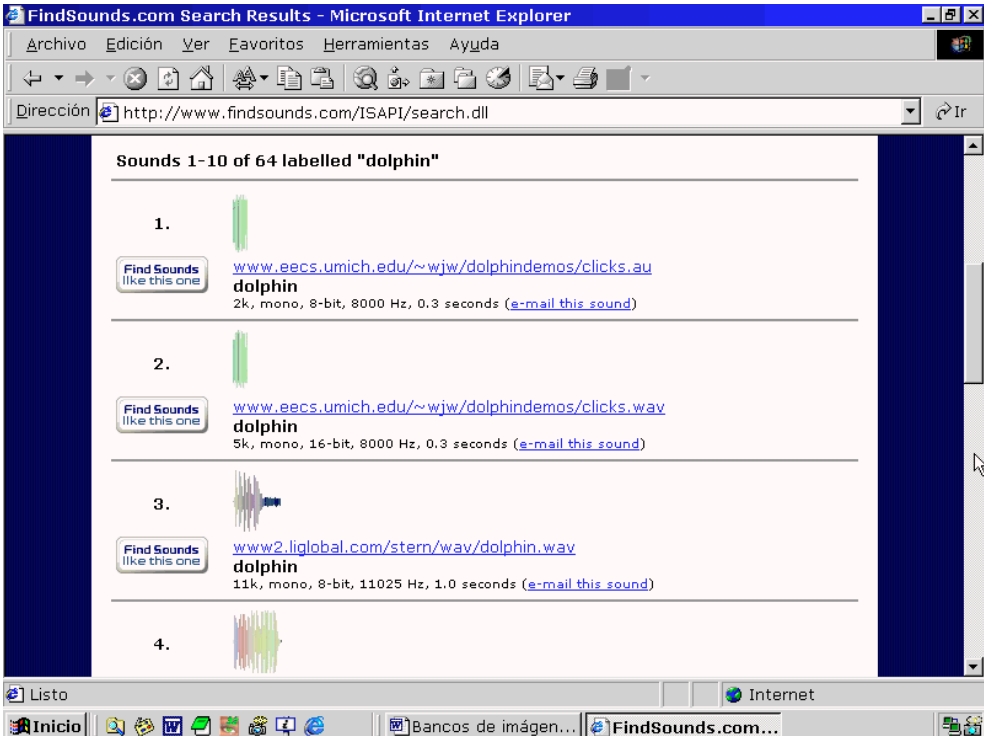 FindSounds.com Search Results - Microsoft Internet Explorer
Archivo Edición Ver Favoritos Herramientas Ayuda
Dirección http://www.findsounds.com/ISAPI/search.dll Ir
Sounds 1-10 of 64 labelled "dolphin"
1.
Find Sounds
like this one
www.eecs.umich.edu/~wjw/dolphindemos/clicks.au
dolphin
2k, mono, 8-bit, 8000 Hz, 0.3 seconds (e-mail this sound)
2.
Find Sounds
like this one
www.eecs.umich.edu/~wjw/dolphindemos/clicks.wav
dolphin
5k, mono, 16-bit, 8000 Hz, 0.3 seconds (e-mail this sound)
3.
Find Sounds
like this one
www2.liglobal.com/stern/wav/dolphin.wav
dolphin
11k, mono, 8-bit, 11025 Hz, 1.0 seconds (e-mail this sound)
4.
Listo Internet
Inicio Bancos de imágen... FindSounds.com...